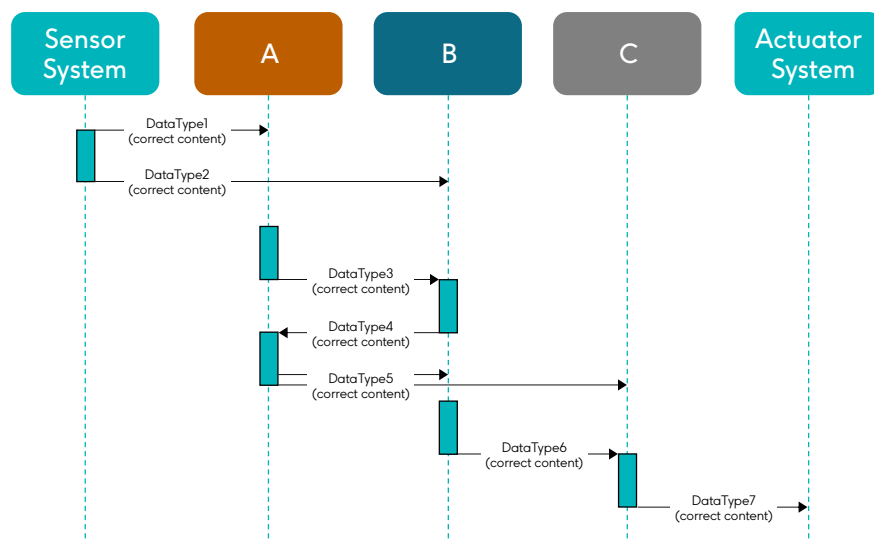 Sensor
System
A
B
C
Actuator
System
DataType1
(correct content)
DataType2
(correct content)
DataType3
(correct content)
DataType4
(correct content)
DataType5
(correct content)
DataType6
(correct content)
DataType7
(correct content)